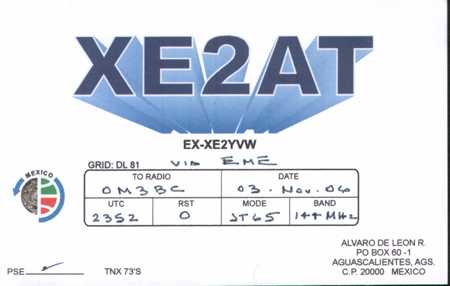 XE2AT
EX-XE2YVW
GRID: DL 81 VIA EME
MEXICO
TO RADIO DATE
OM3BC 03. Nov. 06
UTC RST MODE BAND
2352 O JT65 144 MHz
ALVARO DE LEON R.
PO BOX 60 -1
AGUASCALIENTES, AGS.
C.P. 20000 MEXICO
PSE TNX 73'S